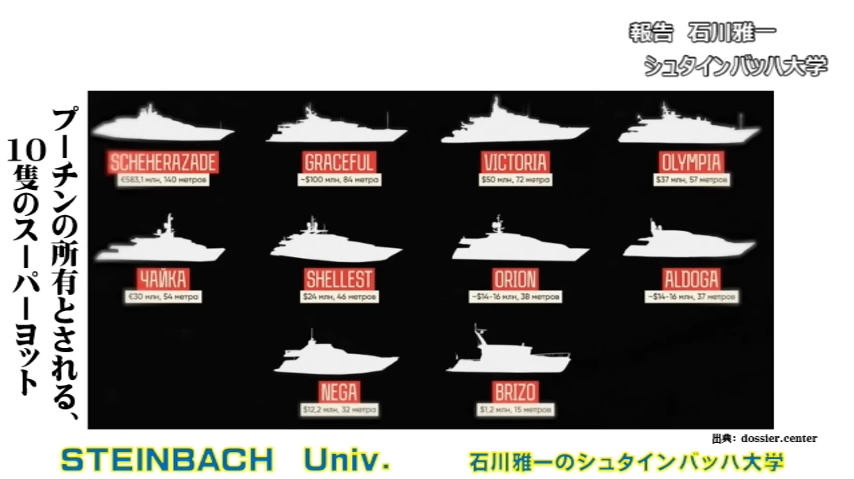 報告 石川雅一
シュタインバッハ大学
プーチンの所有とされる、
10隻のスーパーヨット
SCHEHERAZADE
€583,1 млн, 140 метров
GRACEFUL
~$100 млн, 84 метра
VICTORIA
$50 млн, 72 метра
OLYMPIA
$37 млн, 57 метров
ЧАЙКА
€30 млн, 54 метра
SHELLEST
$24 млн, 46 метров
ORION
~$14-16 млн, 38 метров
ALDOGA
~$14-16 млн, 37 метров
NEGA
$12,2 млн, 32 метра
BRIZO
$1,2 млн, 15 метров
出典: dossier.center
STEINBACH Univ.
石川雅一のシュタインバッハ大学